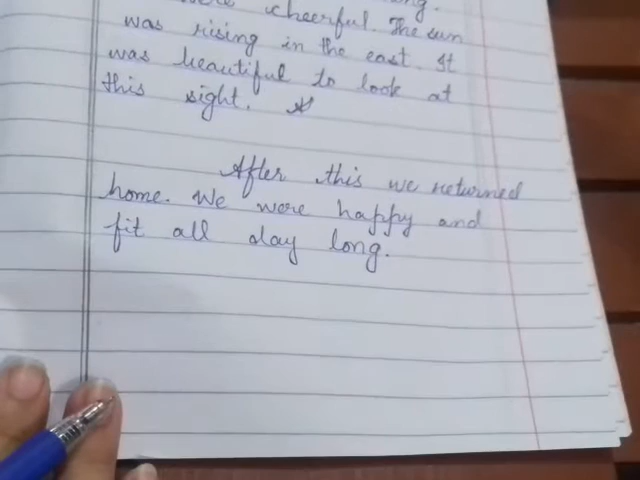 were cheerful. The sun
was rising in the east. It
was beautiful to look at
this sight.
After this we returned
home. We were happy and
fit all day long.